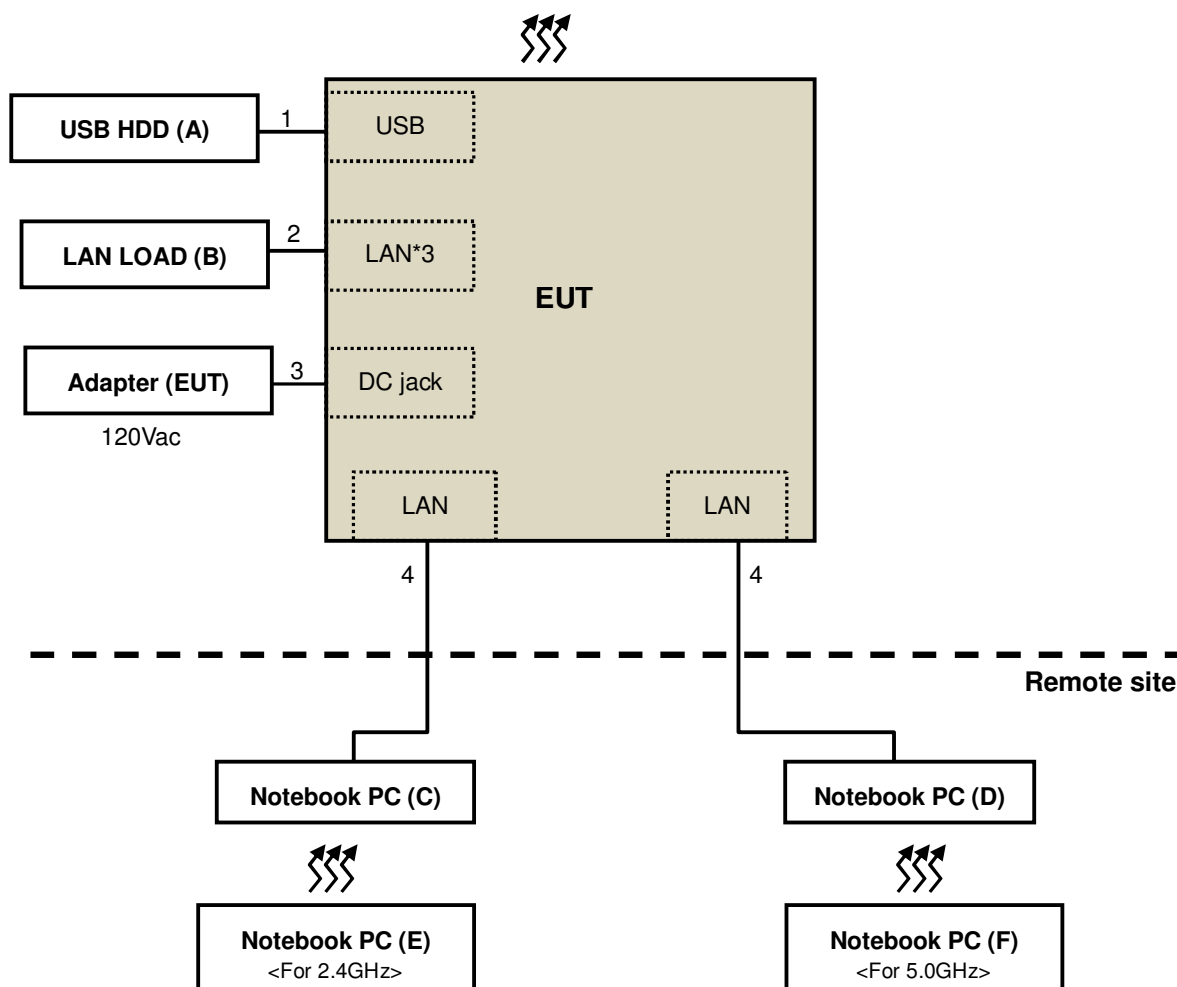 USB HDD (A)
1
USB
LAN LOAD (B)
2
LAN*3
EUT
Adapter (EUT)
3
DC jack
120Vac
LAN
LAN
4
4
Remote site
Notebook PC (C)
Notebook PC (D)
Notebook PC (E)
<For 2.4GHz>
Notebook PC (F)
<For 5.0GHz>